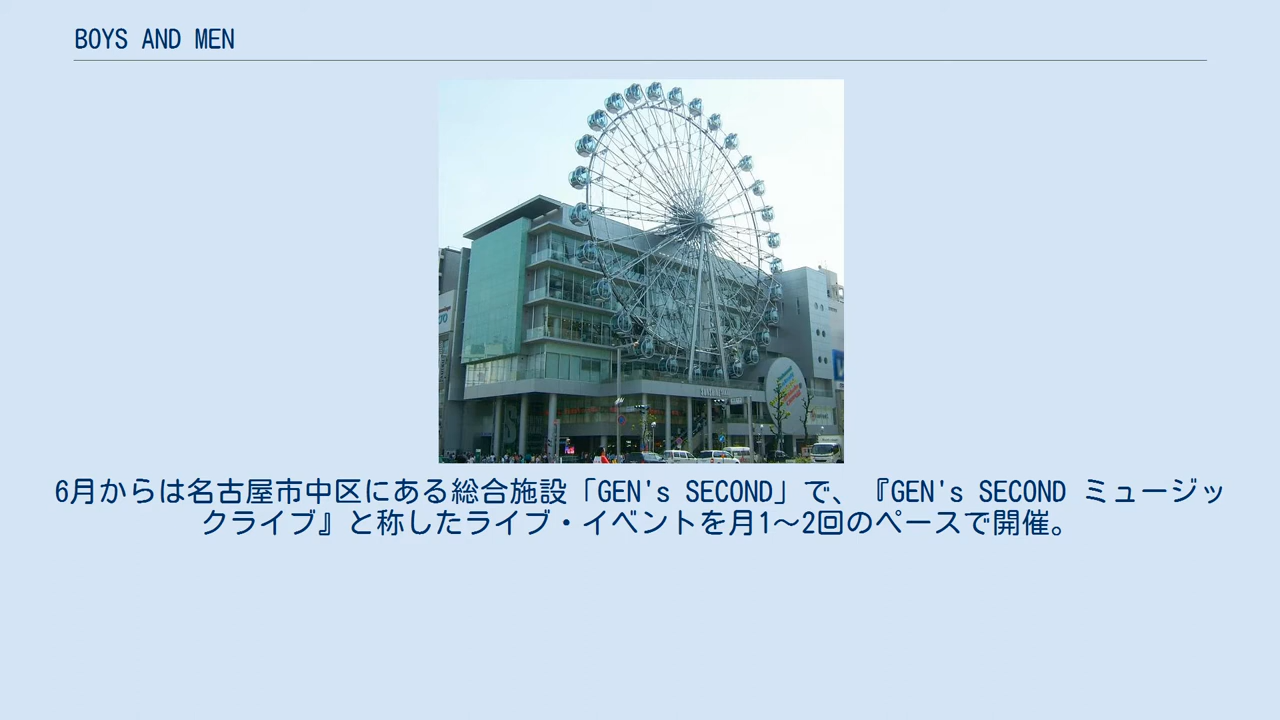 BOYS AND MEN
6月からは名古屋市中区にある総合施設「GEN's SECOND」で、『GEN's SECOND ミュージッ
クライブ』と称したライブ・イベントを月1〜2回のペースで開催。